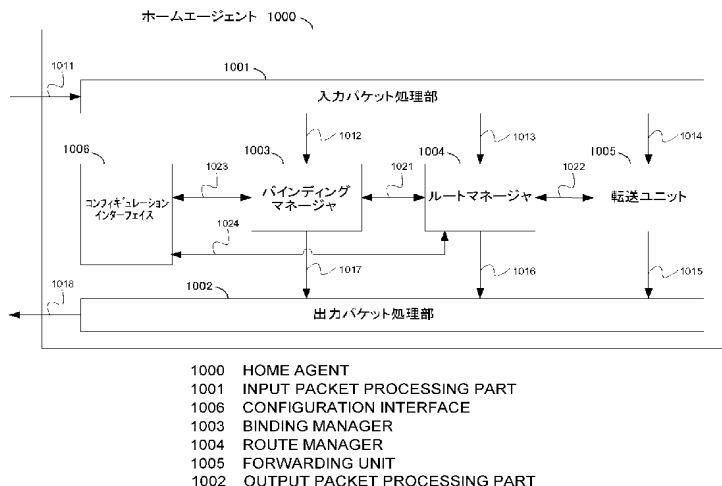 ホームエージェント 1000
1011
1001
入力パケット処理部
1012
1013
1014
1006
1003
1004
1005
1023
1021
1022
コンフィギュレーション
インターフェイス
バインディング
マネージャ
ルートマネージャ
転送ユニット
1024
1017
1016
1015
1018
1002
出力パケット処理部
1000 HOME AGENT
1001 INPUT PACKET PROCESSING PART
1006 CONFIGURATION INTERFACE
1003 BINDING MANAGER
1004 ROUTE MANAGER
1005 FORWARDING UNIT
1002 OUTPUT PACKET PROCESSING PART